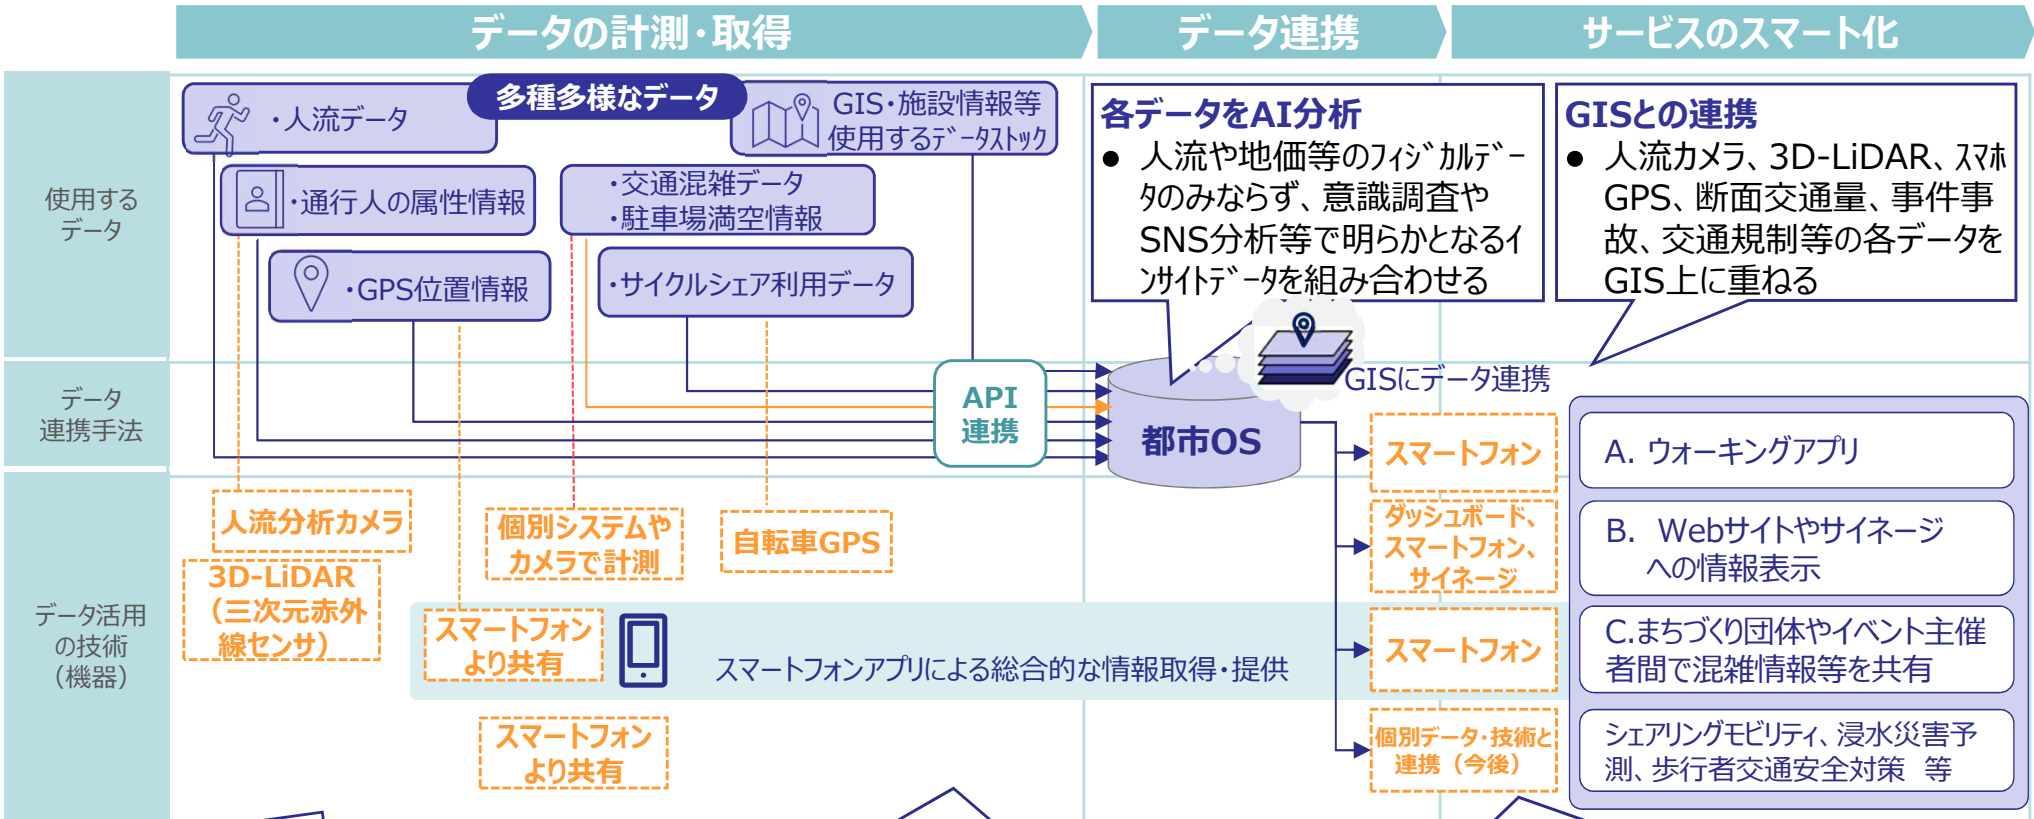 データの計測・取得
データ連携
サービスのスマート化
使用する
データ
多種多様なデータ
・人流データ
GIS・施設情報等
使用するデータストック
・通行人の属性情報
・交通混雑データ
・駐車場満空情報
・GPS位置情報
・サイクルシェア利用データ
各データをAI分析
● 人流や地価等のフィジカルデー
タのみならず、意識調査や
SNS分析等で明らかとなるイ
ンサイトデータを組み合わせる
GISとの連携
● 人流カメラ、3D-LiDAR、スマホ
GPS、断面交通量、事件事
故、交通規制等の各データを
GIS上に重ねる
データ
連携手法
API
連携
都市OS
GISにデータ連携
データ活用
の技術
（機器）
人流分析カメラ
3D-LiDAR
（三次元赤外
線センサ）
個別システムや
カメラで計測
自転車GPS
スマートフォン
より共有
スマートフォンアプリによる総合的な情報取得・提供
スマートフォン
より共有
スマートフォン
ダッシュボード、
スマートフォン、
サイネージ
スマートフォン
個別データ・技術と
連携（今後）
A. ウォーキングアプリ
B. Webサイトやサイネージ
への情報表示
C.まちづくり団体やイベント主催
者間で混雑情報等を共有
シェアリングモビリティ、浸水災害予
測、歩行者交通安全対策 等